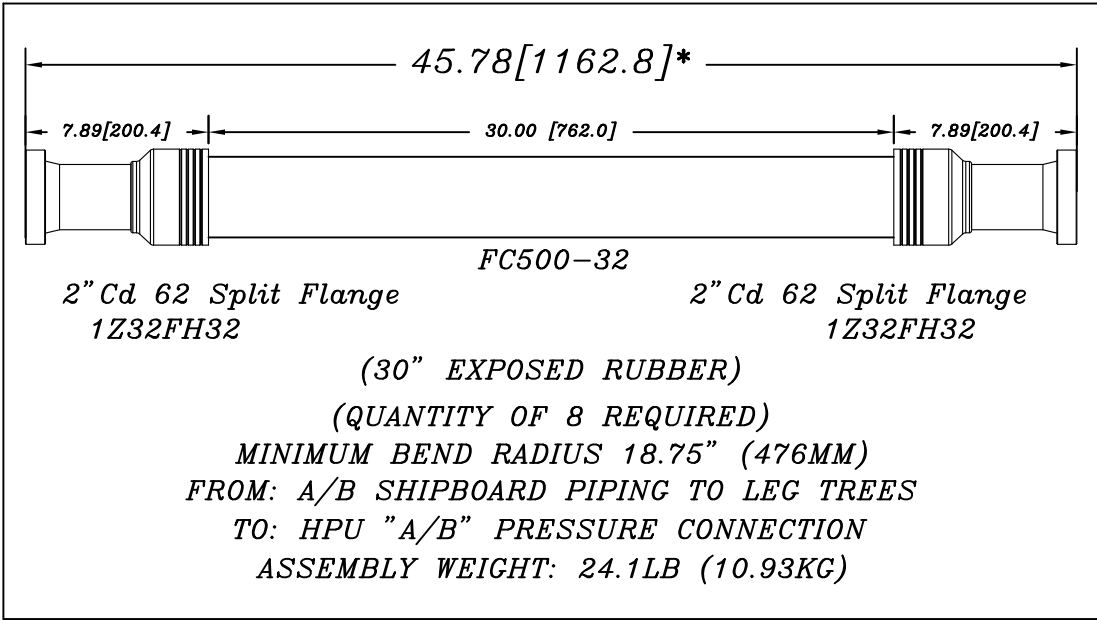 45.78[1162.8]*
7.89[200.4] 30.00 [762.0] 7.89[200.4]
FC500-32
2" Cd 62 Split Flange 2" Cd 62 Split Flange
1Z32FH32 1Z32FH32
(30" EXPOSED RUBBER)
(QUANTITY OF 8 REQUIRED)
MINIMUM BEND RADIUS 18.75" (476MM)
FROM: A/B SHIPBOARD PIPING TO LEG TREES
TO: HPU "A/B" PRESSURE CONNECTION
ASSEMBLY WEIGHT: 24.1LB (10.93KG)